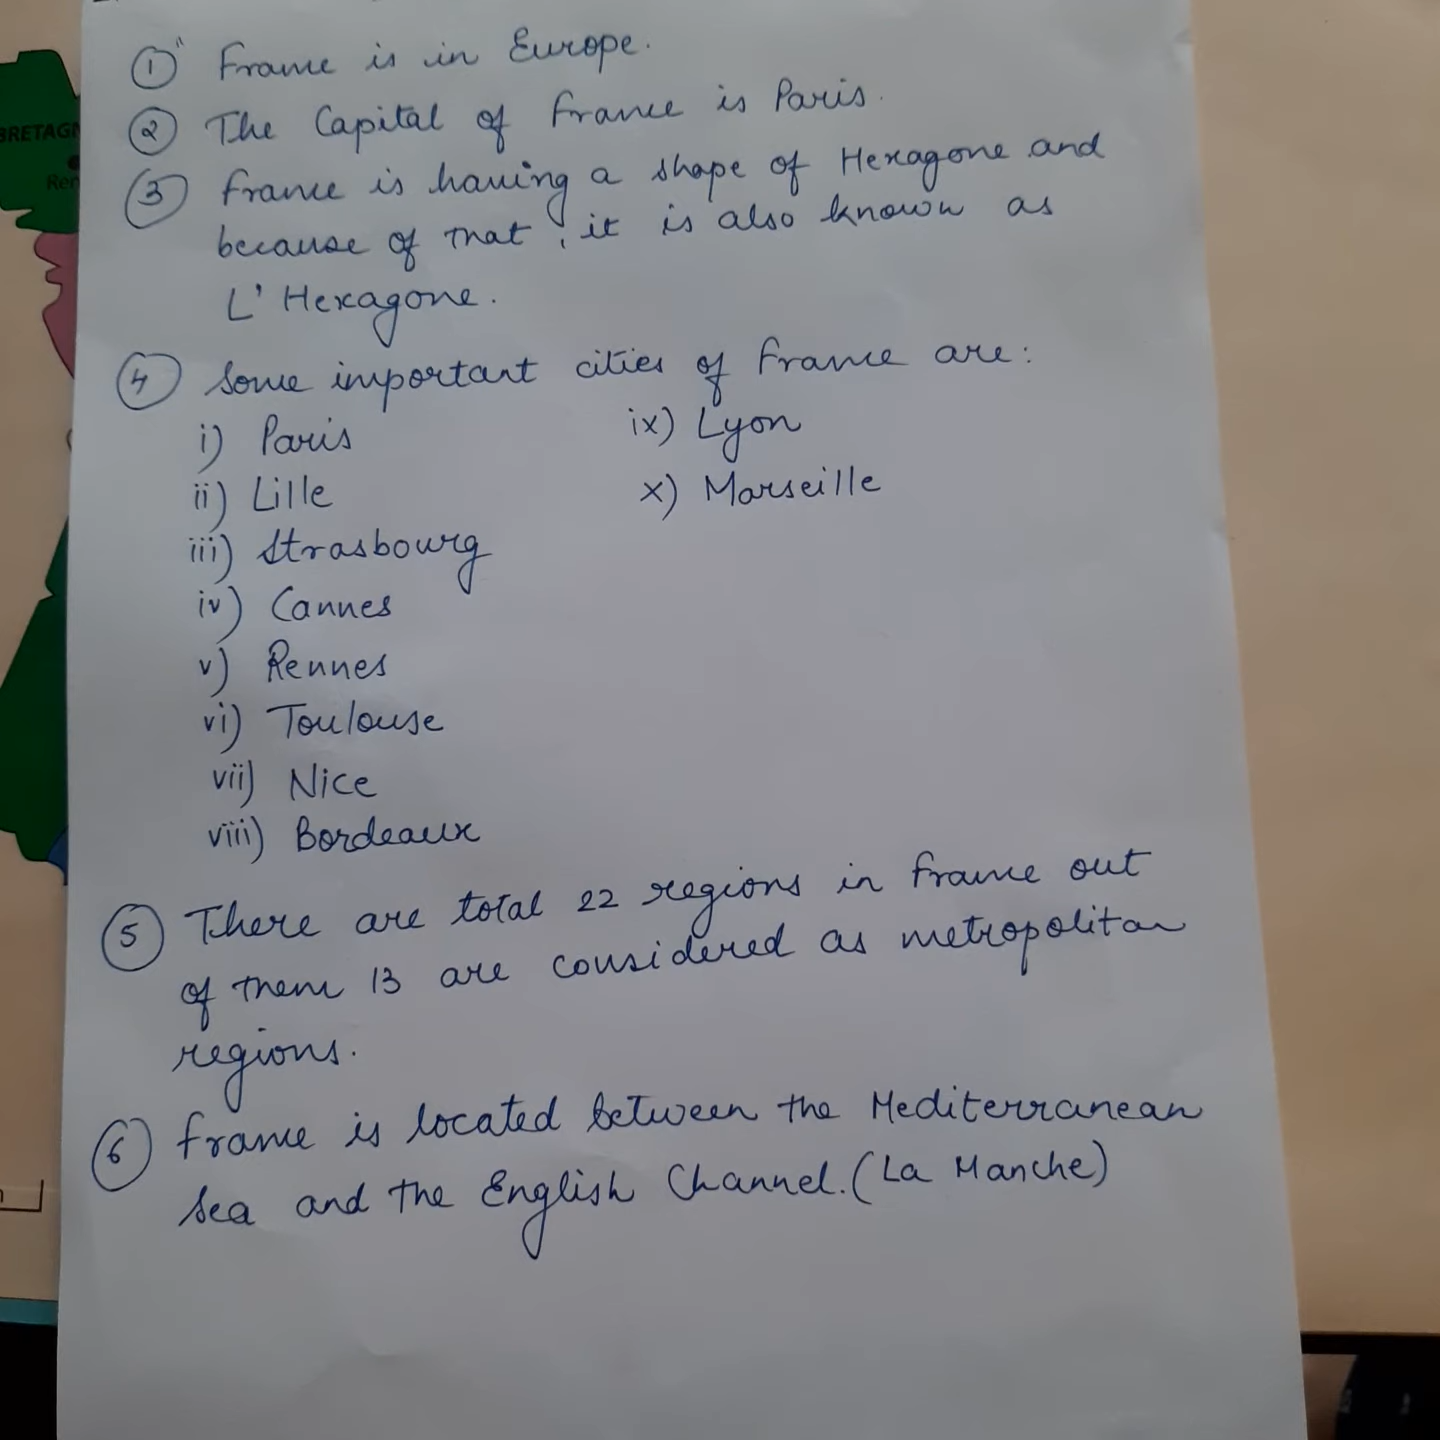 BRETAGN
Ren
① France is in Europe.
② The Capital of France is Paris.
③ France is having a shape of Hexagone and
because of that, it is also known as
L' Hexagone.
④ Some important cities of France are:
i) Paris
ii) Lille
iii) Strasbourg
iv) Cannes
v) Rennes
vi) Toulouse
vii) Nice
viii) Bordeaux
ix) Lyon
x) Marseille
⑤ There are total 22 regions in France out
of them 13 are considered as metropolitan
regions.
⑥ France is located between the Mediterranean
Sea and the English Channel. (La Manche)